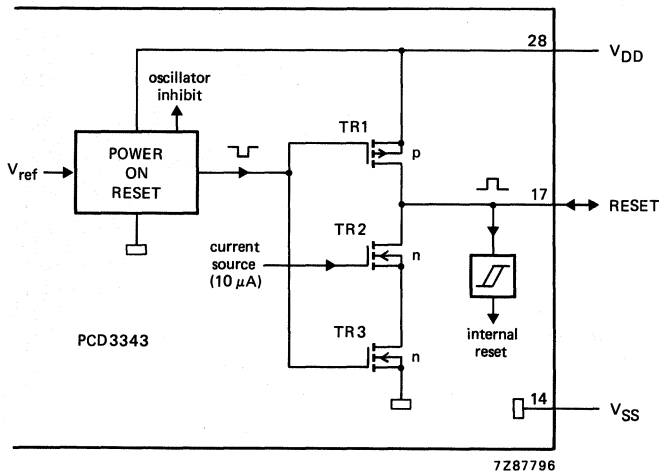 28
V_DD
oscillator
inhibit
TR1
p
POWER
ON
RESET
V_ref
17
RESET
TR2
n
current
source
(10 μA)
internal
reset
TR3
n
PCD3343
14
V_SS
7Z87796